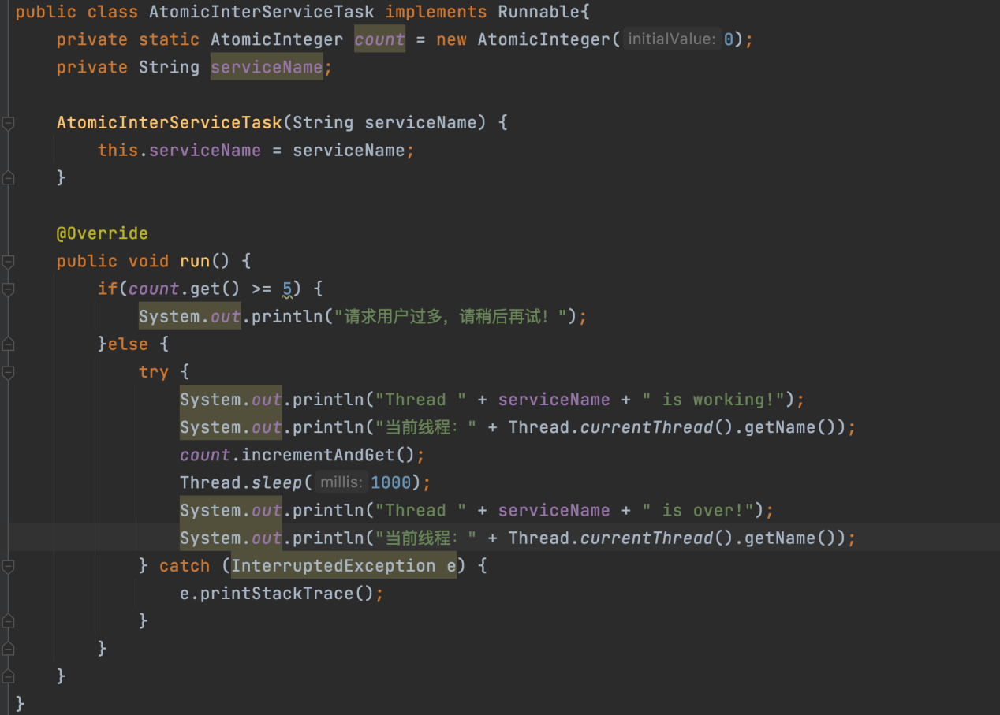 public class AtomicInterServiceTask implements Runnable{
    private static AtomicInteger count = new AtomicInteger( initialValue: 0);
    private String serviceName;

    AtomicInterServiceTask(String serviceName) {
        this.serviceName = serviceName;
    }

    @Override
    public void run() {
        if(count.get() >= 5) {
            System.out.println("请求用户过多，请稍后再试！");
        }else {
            try {
                System.out.println("Thread " + serviceName + " is working!");
                System.out.println("当前线程：" + Thread.currentThread().getName());
                count.incrementAndGet();
                Thread.sleep( millis: 1000);
                System.out.println("Thread " + serviceName + " is over!");
                System.out.println("当前线程：" + Thread.currentThread().getName());
            } catch (InterruptedException e) {
                e.printStackTrace();
            }
        }
    }
}